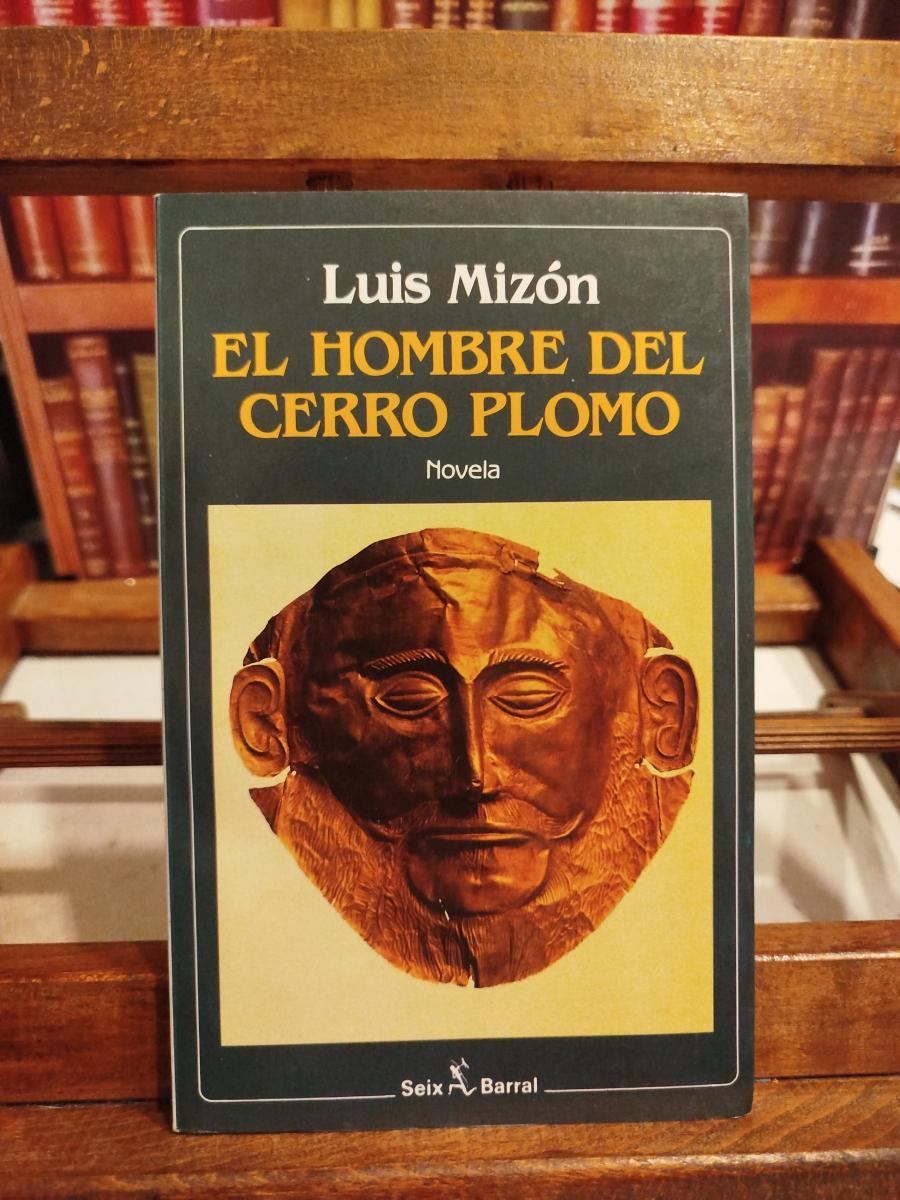 Luis Mizón
EL HOMBRE DEL
CERRO PLOMO
Novela
Seix Barral